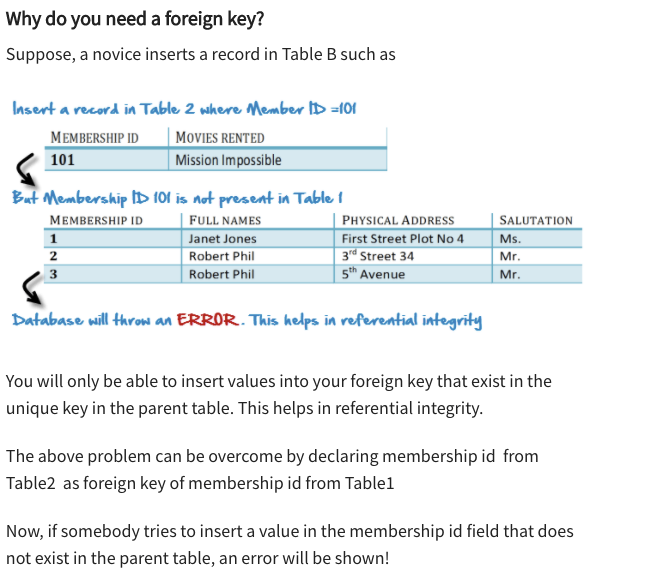 Why do you need a foreign key?
Suppose, a novice inserts a record in Table B such as
Insert a record in Table 2 where Member ID =101
MEMBERSHIP ID MOVIES RENTED
101 Mission Impossible
But Membership ID 101 is not present in Table 1
MEMBERSHIP ID FULL NAMES PHYSICAL ADDRESS SALUTATION
1 Janet Jones First Street Plot No 4 Ms.
2 Robert Phil 3rd Street 34 Mr.
3 Robert Phil 5th Avenue Mr.
Database will throw an ERROR. This helps in referential integrity
You will only be able to insert values into your foreign key that exist in the
unique key in the parent table. This helps in referential integrity.
The above problem can be overcome by declaring membership id from
Table2 as foreign key of membership id from Table1
Now, if somebody tries to insert a value in the membership id field that does
not exist in the parent table, an error will be shown!